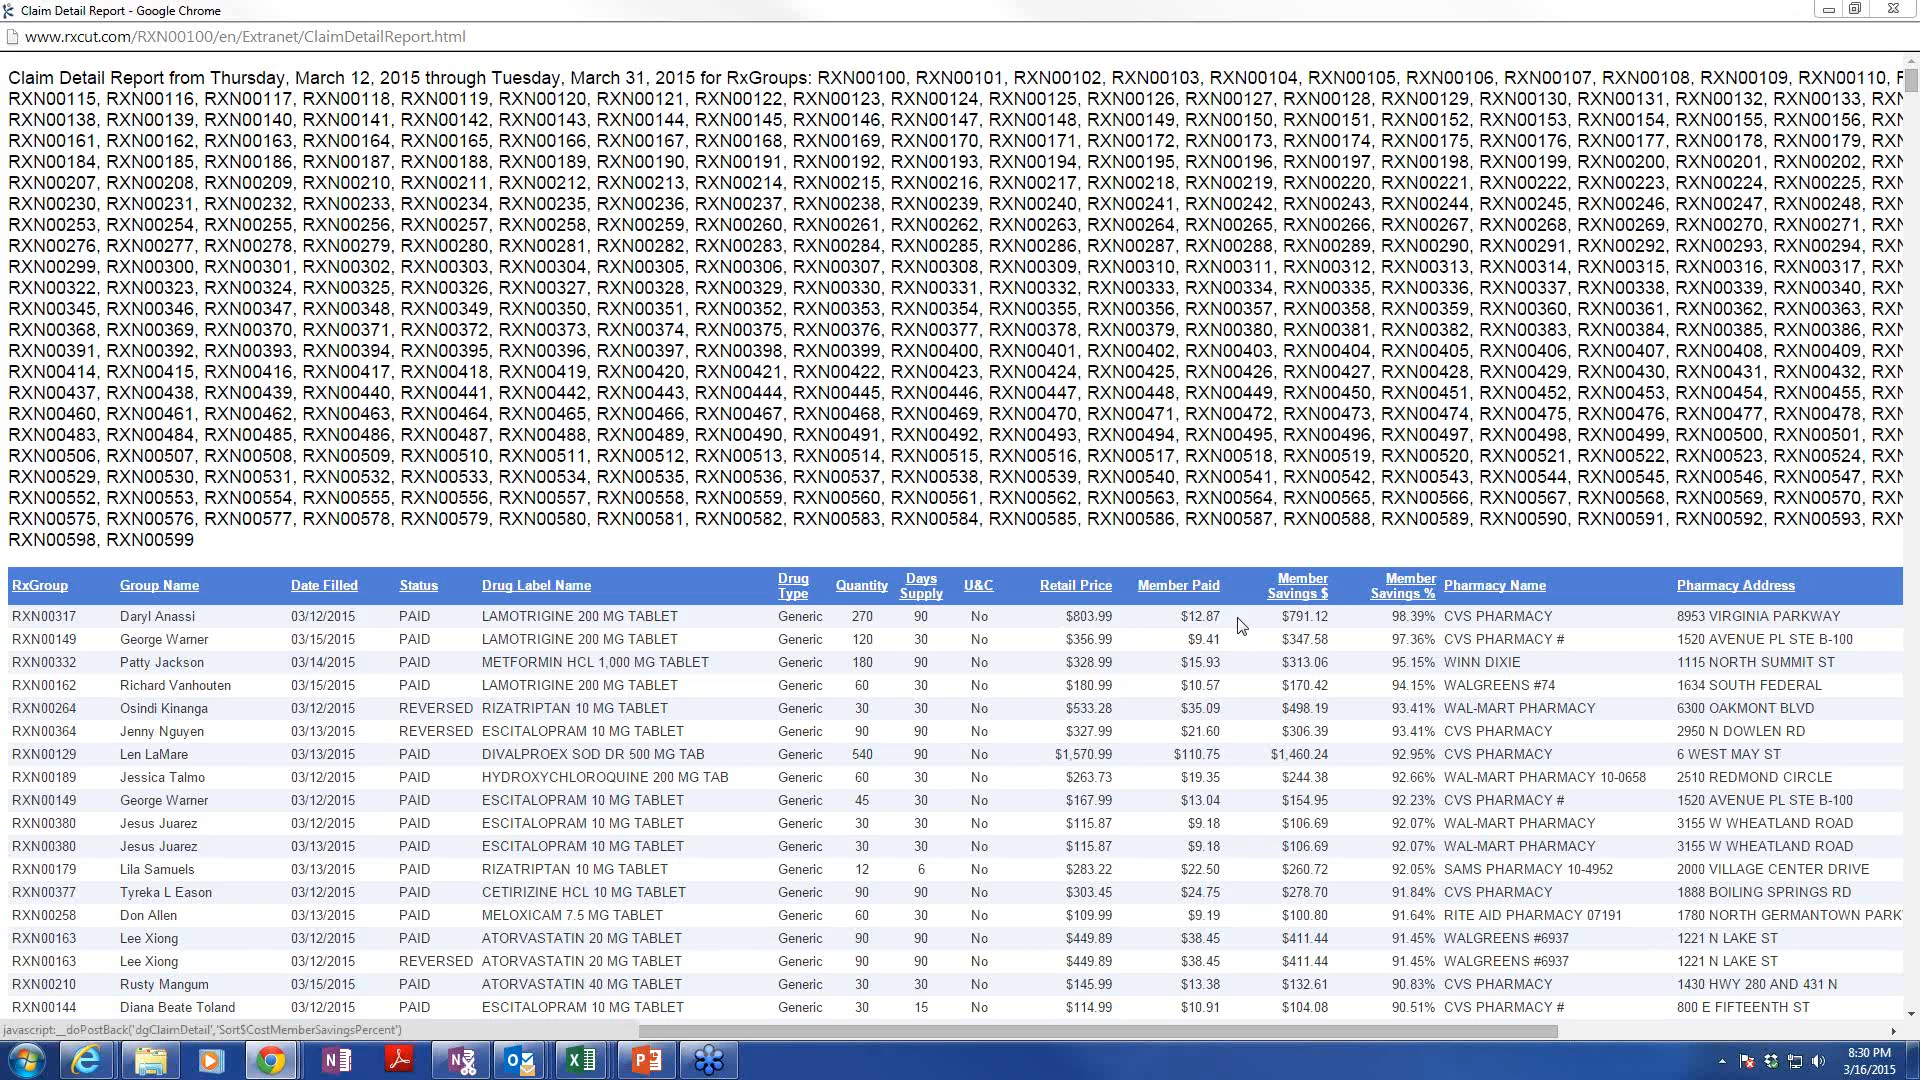 Claim Detail Report - Google Chrome
www.rxcut.com/RXN00100/en/Extranet/ClaimDetailReport.html
Claim Detail Report from Thursday, March 12, 2015 through Tuesday, March 31, 2015 for RxGroups: RXN00100, RXN00101, RXN00102, RXN00103, RXN00104, RXN00105, RXN00106, RXN00107, RXN00108, RXN00109, RXN00110,
RXN00115, RXN00116, RXN00117, RXN00118, RXN00119, RXN00120, RXN00121, RXN00122, RXN00123, RXN00124, RXN00125, RXN00126, RXN00127, RXN00128, RXN00129, RXN00130, RXN00131, RXN00132, RXN00133,
RXN00138, RXN00139, RXN00140, RXN00141, RXN00142, RXN00143, RXN00144, RXN00145, RXN00146, RXN00147, RXN00148, RXN00149, RXN00150, RXN00151, RXN00152, RXN00153, RXN00154, RXN00155, RXN00156,
RXN00161, RXN00162, RXN00163, RXN00164, RXN00165, RXN00166, RXN00167, RXN00168, RXN00169, RXN00170, RXN00171, RXN00172, RXN00173, RXN00174, RXN00175, RXN00176, RXN00177, RXN00178, RXN00179,
RXN00184, RXN00185, RXN00186, RXN00187, RXN00188, RXN00189, RXN00190, RXN00191, RXN00192, RXN00193, RXN00194, RXN00195, RXN00196, RXN00197, RXN00198, RXN00199, RXN00200, RXN00201, RXN00202,
RXN00207, RXN00208, RXN00209, RXN00210, RXN00211, RXN00212, RXN00213, RXN00214, RXN00215, RXN00216, RXN00217, RXN00218, RXN00219, RXN00220, RXN00221, RXN00222, RXN00223, RXN00224, RXN00225,
RXN00230, RXN00231, RXN00232, RXN00233, RXN00234, RXN00235, RXN00236, RXN00237, RXN00238, RXN00239, RXN00240, RXN00241, RXN00242, RXN00243, RXN00244, RXN00245, RXN00246, RXN00247, RXN00248,
RXN00253, RXN00254, RXN00255, RXN00256, RXN00257, RXN00258, RXN00259, RXN00260, RXN00261, RXN00262, RXN00263, RXN00264, RXN00265, RXN00266, RXN00267, RXN00268, RXN00269, RXN00270, RXN00271,
RXN00276, RXN00277, RXN00278, RXN00279, RXN00280, RXN00281, RXN00282, RXN00283, RXN00284, RXN00285, RXN00286, RXN00287, RXN00288, RXN00289, RXN00290, RXN00291, RXN00292, RXN00293, RXN00294,
RXN00299, RXN00300, RXN00301, RXN00302, RXN00303, RXN00304, RXN00305, RXN00306, RXN00307, RXN00308, RXN00309, RXN00310, RXN00311, RXN00312, RXN00313, RXN00314, RXN00315, RXN00316, RXN00317,
RXN00322, RXN00323, RXN00324, RXN00325, RXN00326, RXN00327, RXN00328, RXN00329, RXN00330, RXN00331, RXN00332, RXN00333, RXN00334, RXN00335, RXN00336, RXN00337, RXN00338, RXN00339, RXN00340,
RXN00345, RXN00346, RXN00347, RXN00348, RXN00349, RXN00350, RXN00351, RXN00352, RXN00353, RXN00354, RXN00355, RXN00356, RXN00357, RXN00358, RXN00359, RXN00360, RXN00361, RXN00362, RXN00363,
RXN00368, RXN00369, RXN00370, RXN00371, RXN00372, RXN00373, RXN00374, RXN00375, RXN00376, RXN00377, RXN00378, RXN00379, RXN00380, RXN00381, RXN00382, RXN00383, RXN00384, RXN00385, RXN00386,
RXN00391, RXN00392, RXN00393, RXN00394, RXN00395, RXN00396, RXN00397, RXN00398, RXN00399, RXN00400, RXN00401, RXN00402, RXN00403, RXN00404, RXN00405, RXN00406, RXN00407, RXN00408, RXN00409,
RXN00414, RXN00415, RXN00416, RXN00417, RXN00418, RXN00419, RXN00420, RXN00421, RXN00422, RXN00423, RXN00424, RXN00425, RXN00426, RXN00427, RXN00428, RXN00429, RXN00430, RXN00431, RXN00432,
RXN00437, RXN00438, RXN00439, RXN00440, RXN00441, RXN00442, RXN00443, RXN00444, RXN00445, RXN00446, RXN00447, RXN00448, RXN00449, RXN00450, RXN00451, RXN00452, RXN00453, RXN00454, RXN00455,
RXN00460, RXN00461, RXN00462, RXN00463, RXN00464, RXN00465, RXN00466, RXN00467, RXN00468, RXN00469, RXN00470, RXN00471, RXN00472, RXN00473, RXN00474, RXN00475, RXN00476, RXN00477, RXN00478,
RXN00483, RXN00484, RXN00485, RXN00486, RXN00487, RXN00488, RXN00489, RXN00490, RXN00491, RXN00492, RXN00493, RXN00494, RXN00495, RXN00496, RXN00497, RXN00498, RXN00499, RXN00500, RXN00501,
RXN00506, RXN00507, RXN00508, RXN00509, RXN00510, RXN00511, RXN00512, RXN00513, RXN00514, RXN00515, RXN00516, RXN00517, RXN00518, RXN00519, RXN00520, RXN00521, RXN00522, RXN00523, RXN00524,
RXN00529, RXN00530, RXN00531, RXN00532, RXN00533, RXN00534, RXN00535, RXN00536, RXN00537, RXN00538, RXN00539, RXN00540, RXN00541, RXN00542, RXN00543, RXN00544, RXN00545, RXN00546, RXN00547,
RXN00552, RXN00553, RXN00554, RXN00555, RXN00556, RXN00557, RXN00558, RXN00559, RXN00560, RXN00561, RXN00562, RXN00563, RXN00564, RXN00565, RXN00566, RXN00567, RXN00568, RXN00569, RXN00570,
RXN00575, RXN00576, RXN00577, RXN00578, RXN00579, RXN00580, RXN00581, RXN00582, RXN00583, RXN00584, RXN00585, RXN00586, RXN00587, RXN00588, RXN00589, RXN00590, RXN00591, RXN00592, RXN00593,
RXN00598, RXN00599
RxGroup Group Name Date Filled Status Drug Label Name Drug Type Quantity Days Supply U&C Retail Price Member Paid Member Savings $ Member Savings % Pharmacy Name Pharmacy Address
RXN00317 Daryl Anassi 03/12/2015 PAID LAMOTRIGINE 200 MG TABLET Generic 270 90 No $803.99 $12.87 $791.12 98.39% CVS PHARMACY 8953 VIRGINIA PARKWAY
RXN00149 George Warner 03/15/2015 PAID LAMOTRIGINE 200 MG TABLET Generic 120 30 No $356.99 $9.41 $347.58 97.36% CVS PHARMACY # 1520 AVENUE PL STE B-100
RXN00332 Patty Jackson 03/14/2015 PAID METFORMIN HCL 1,000 MG TABLET Generic 180 90 No $328.99 $15.93 $313.06 95.15% WINN DIXIE 1115 NORTH SUMMIT ST
RXN00162 Richard Vanhouten 03/15/2015 PAID LAMOTRIGINE 200 MG TABLET Generic 60 30 No $180.99 $10.57 $170.42 94.15% WALGREENS #74 1634 SOUTH FEDERAL
RXN00264 Osindi Kinanga 03/12/2015 REVERSED RIZATRIPTAN 10 MG TABLET Generic 30 30 No $533.28 $35.09 $498.19 93.41% WAL-MART PHARMACY 6300 OAKMONT BLVD
RXN00364 Jenny Nguyen 03/13/2015 REVERSED ESCITALOPRAM 10 MG TABLET Generic 90 90 No $327.99 $21.60 $306.39 93.41% CVS PHARMACY 2950 N DOWLEN RD
RXN00129 Len LaMare 03/13/2015 PAID DIVALPROEX SOD DR 500 MG TAB Generic 540 90 No $1,570.99 $110.75 $1,460.24 92.95% CVS PHARMACY 6 WEST MAY ST
RXN00189 Jessica Talmo 03/12/2015 PAID HYDROXYCHLOROQUINE 200 MG TAB Generic 60 30 No $263.73 $19.35 $244.38 92.66% WAL-MART PHARMACY 10-0658 2510 REDMOND CIRCLE
RXN00149 George Warner 03/12/2015 PAID ESCITALOPRAM 10 MG TABLET Generic 45 30 No $167.99 $13.04 $154.95 92.23% CVS PHARMACY # 1520 AVENUE PL STE B-100
RXN00380 Jesus Juarez 03/12/2015 PAID ESCITALOPRAM 10 MG TABLET Generic 30 30 No $115.87 $9.18 $106.69 92.07% WAL-MART PHARMACY 3155 W WHEATLAND ROAD
RXN00380 Jesus Juarez 03/13/2015 PAID ESCITALOPRAM 10 MG TABLET Generic 30 30 No $115.87 $9.18 $106.69 92.07% WAL-MART PHARMACY 3155 W WHEATLAND ROAD
RXN00179 Lila Samuels 03/13/2015 PAID RIZATRIPTAN 10 MG TABLET Generic 12 6 No $283.22 $22.50 $260.72 92.05% SAMS PHARMACY 10-4952 2000 VILLAGE CENTER DRIVE
RXN00377 Tyreka L Eason 03/12/2015 PAID CETIRIZINE HCL 10 MG TABLET Generic 90 90 No $303.45 $24.75 $278.70 91.84% CVS PHARMACY 1888 BOILING SPRINGS RD
RXN00258 Don Allen 03/13/2015 PAID MELOXICAM 7.5 MG TABLET Generic 60 30 No $109.99 $9.19 $100.80 91.64% RITE AID PHARMACY 07191 1780 NORTH GERMANTOWN PARK
RXN00163 Lee Xiong 03/12/2015 PAID ATORVASTATIN 20 MG TABLET Generic 90 90 No $449.89 $38.45 $411.44 91.45% WALGREENS #6937 1221 N LAKE ST
RXN00163 Lee Xiong 03/12/2015 REVERSED ATORVASTATIN 20 MG TABLET Generic 90 90 No $449.89 $38.45 $411.44 91.45% WALGREENS #6937 1221 N LAKE ST
RXN00210 Rusty Mangum 03/15/2015 PAID ATORVASTATIN 40 MG TABLET Generic 30 30 No $145.99 $13.38 $132.61 90.83% CVS PHARMACY 1430 HWY 280 AND 431 N
RXN00144 Diana Beate Toland 03/12/2015 PAID ESCITALOPRAM 10 MG TABLET Generic 30 15 No $114.99 $10.91 $104.08 90.51% CVS PHARMACY # 800 E FIFTEENTH ST
javascript:__doPostBack('dgClaimDetail','Sort$CostMemberSavingsPercent')
8:30 PM
3/16/2015